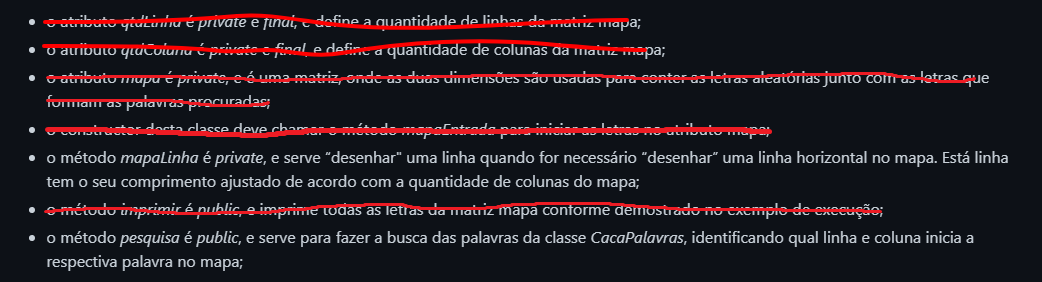 o atributo qtdLinha é private e final, e define a quantidade de linhas da matriz mapa;
o atributo qtdColuna é private e final, e define quantidade de colunas da matriz mapa;
o atributo mapa é private, e é uma matriz, onde as duas dimensões são usadas para conter as letras aleatórias junto com as letras que
formam as palavras procuradas;
o constructor desta classe deve chamar o método mapaEntrada para iniciar as letras no atributo mapa;
o método mapaLinha é private, e serve "desenhar" uma linha quando for necessário "desenhar" uma linha horizontal no mapa. Está linha
tem o seu comprimento ajustado de acordo com a quantidade de colunas do mapa;
o método imprimir é public, e imprime todas as letras da matriz mapa conforme demostrado no exemplo de execução;
o método pesquisa é public, e serve para fazer a busca das palavras da classe CacaPalavras, identificando qual linha e coluna inicia a
respectiva palavra no mapa;